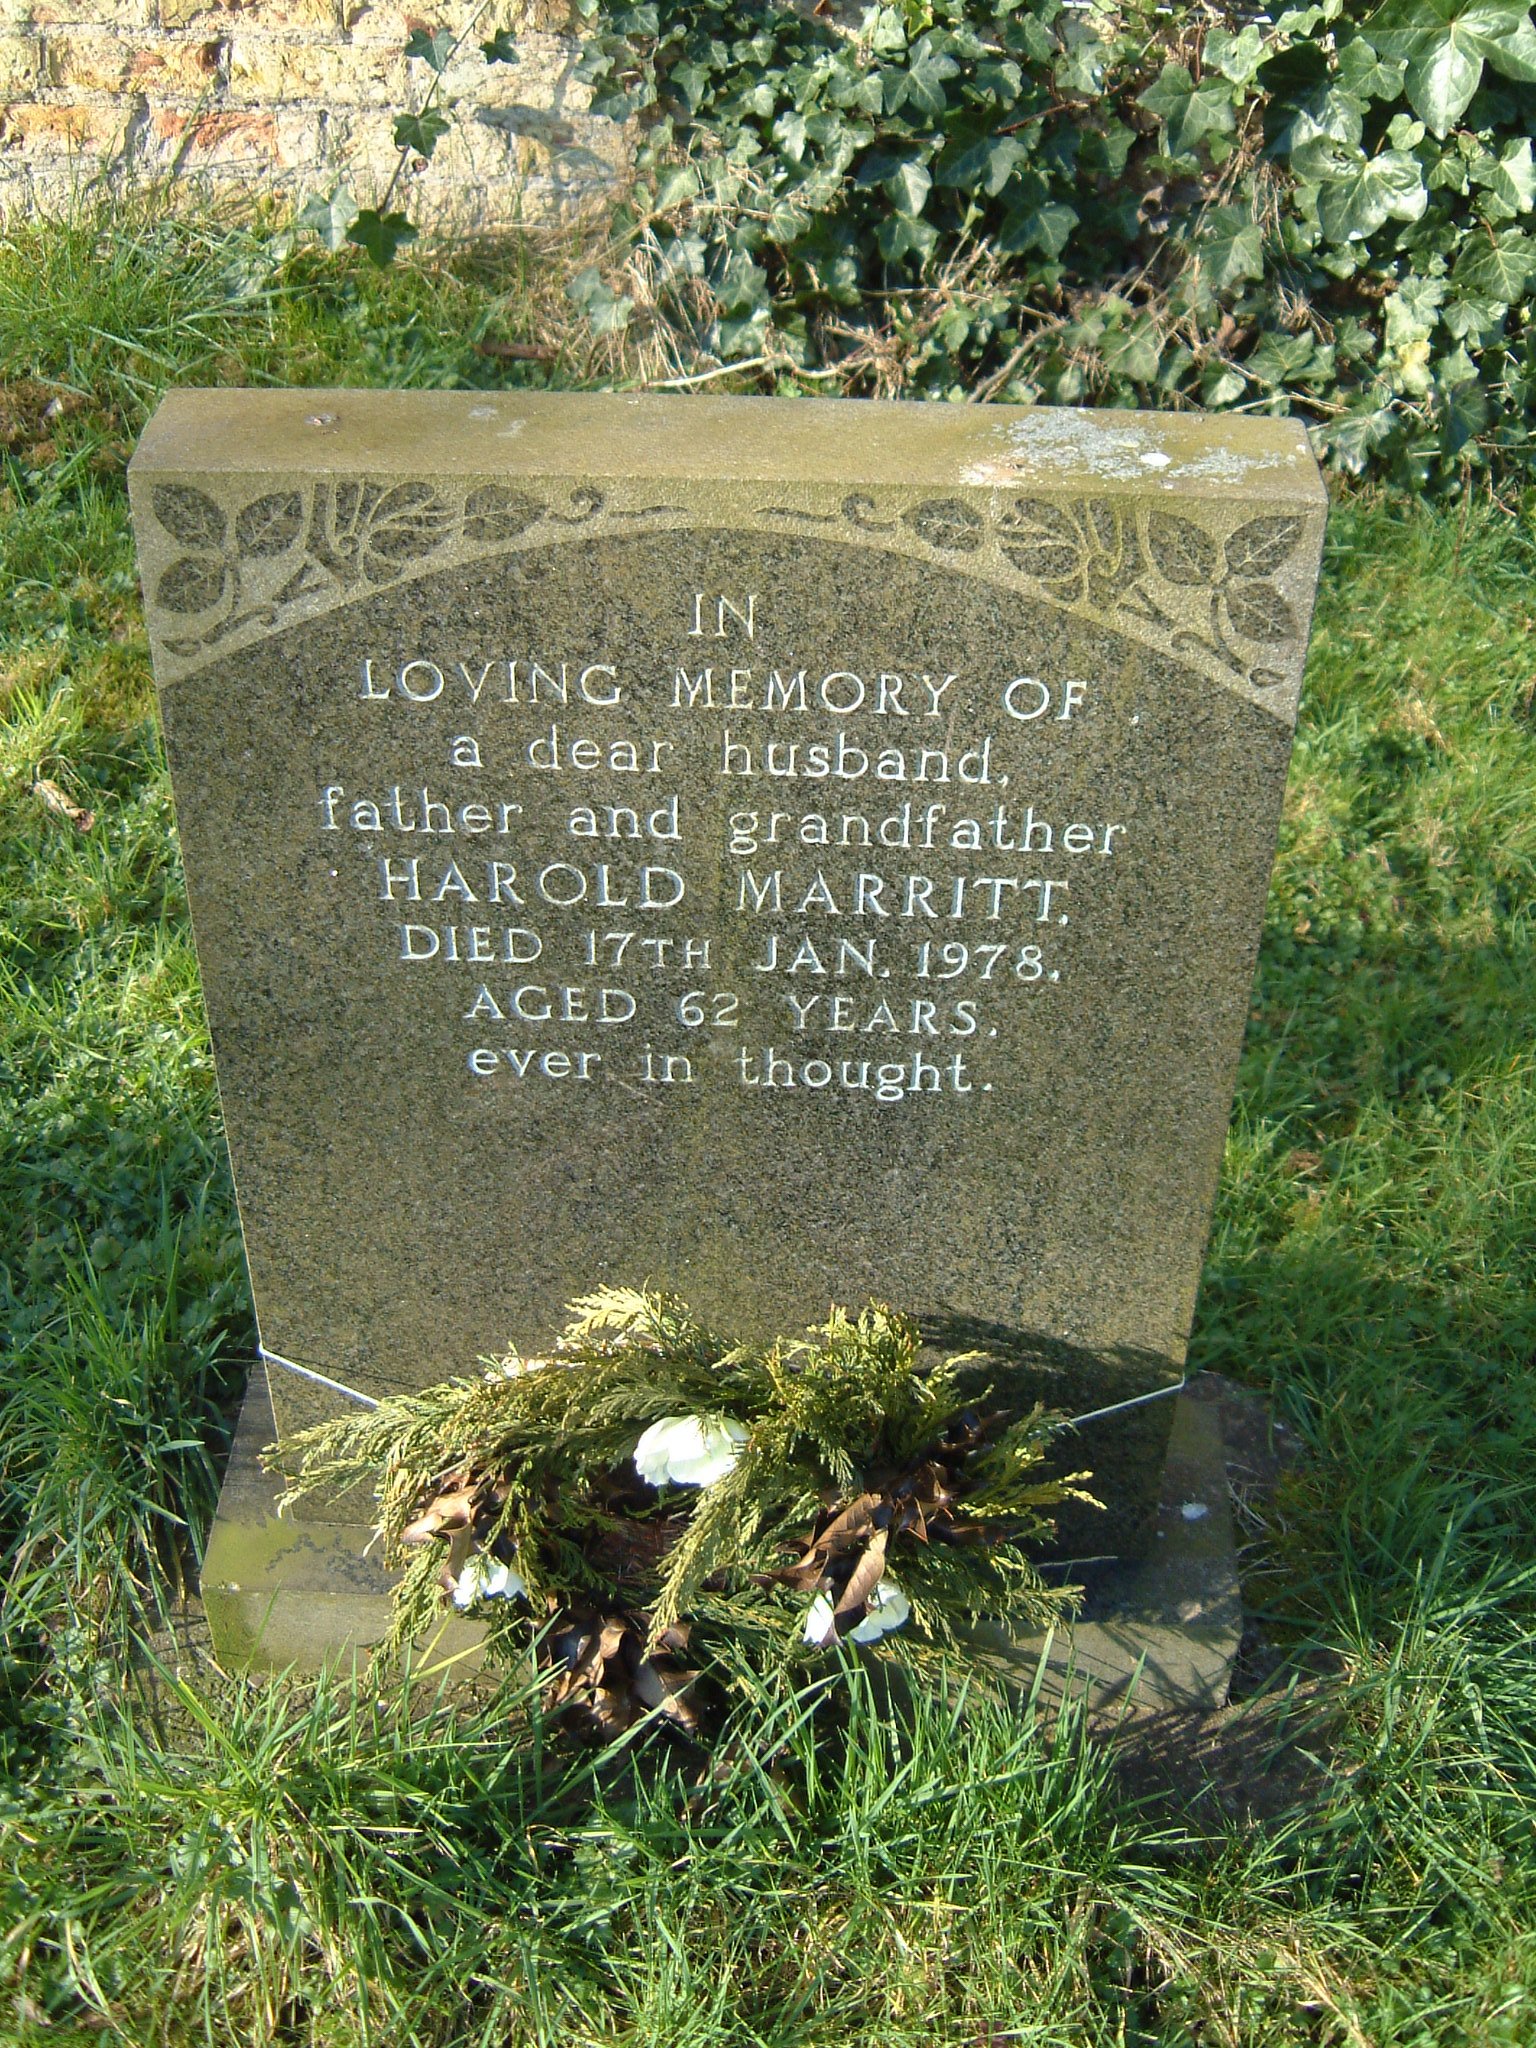 IN
LOVING MEMORY OF
a dear husband,
father and grandfather
HAROLD MARRITT,
DIED 17TH JAN. 1978,
AGED 62 YEARS.
ever in thought.